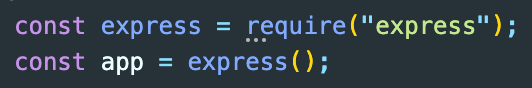 const express = require("express");
const app = express();